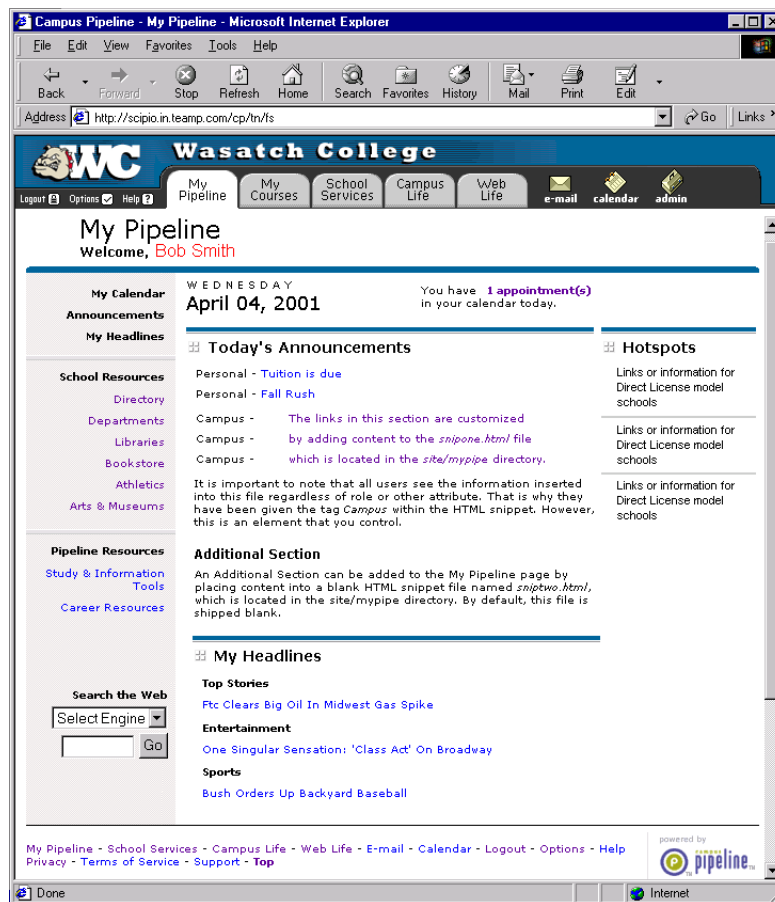 Campus Pipeline - My Pipeline - Microsoft Internet Explorer
File Edit View Favorites Tools Help
Back Forward Stop Refresh Home Search Favorites History Mail Print Edit
Address http://scipio.in.teamp.com/cp/tn/fs Go Links
WC Wasatch College
Logout Options Help
My Pipeline
My Courses
School Services
Campus Life
Web Life
e-mail calendar admin
My Pipeline
Welcome, Bob Smith
My Calendar
Announcements
My Headlines
School Resources
Directory
Departments
Libraries
Bookstore
Athletics
Arts & Museums
Pipeline Resources
Study & Information
Tools
Career Resources
Search the Web
Select Engine
Go
WEDNESDAY
April 04, 2001
You have 1 appointment(s)
in your calendar today.
Today's Announcements
Personal - Tuition is due
Personal - Fall Rush
Campus - The links in this section are customized
Campus - by adding content to the snipone.html file
Campus - which is located in the site/mypipe directory.
It is important to note that all users see the information inserted
into this file regardless of role or other attribute. That is why they
have been given the tag Campus within the HTML snippet. However,
this is an element that you control.
Additional Section
An Additional Section can be added to the My Pipeline page by
placing content into a blank HTML snippet file named sniptwo.html,
which is located in the site/mypipe directory. By default, this file is
shipped blank.
My Headlines
Top Stories
Ftc Clears Big Oil In Midwest Gas Spike
Entertainment
One Singular Sensation: 'Class Act' On Broadway
Sports
Bush Orders Up Backyard Baseball
Hotspots
Links or information for
Direct License model
schools
Links or information for
Direct License model
schools
Links or information for
Direct License model
schools
My Pipeline - School Services - Campus Life - Web Life - E-mail - Calendar - Logout - Options - Help
Privacy - Terms of Service - Support - Top
powered by
campus pipeline
Done Internet